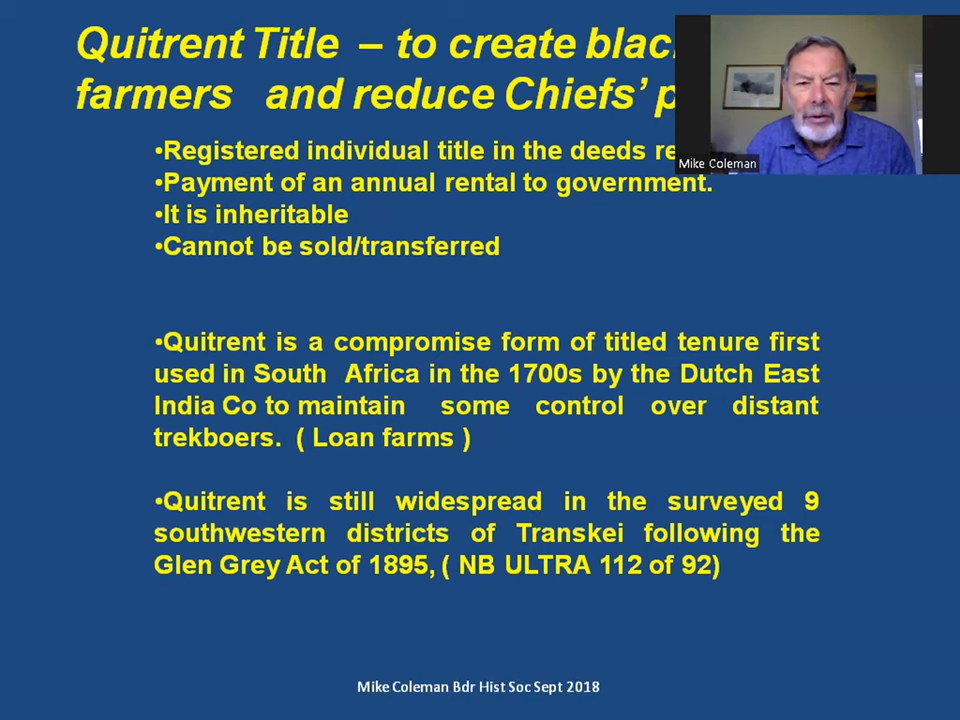 Quitrent Title – to create
farmers and reduce Chiefs’
•Registered individual title in the deeds
Mike Coleman
•Payment of an annual rental to government.
•It is inheritable
•Cannot be sold/transferred
•Quitrent is a compromise form of titled tenure first
used in South Africa in the 1700s by the Dutch East
India Co to maintain some control over distant
trekboers. ( Loan farms )
•Quitrent is still widespread in the surveyed 9
southwestern districts of Transkei following the
Glen Grey Act of 1895, ( NB ULTRA 112 of 92)
Mike Coleman Bdr Hist Soc Sept 2018